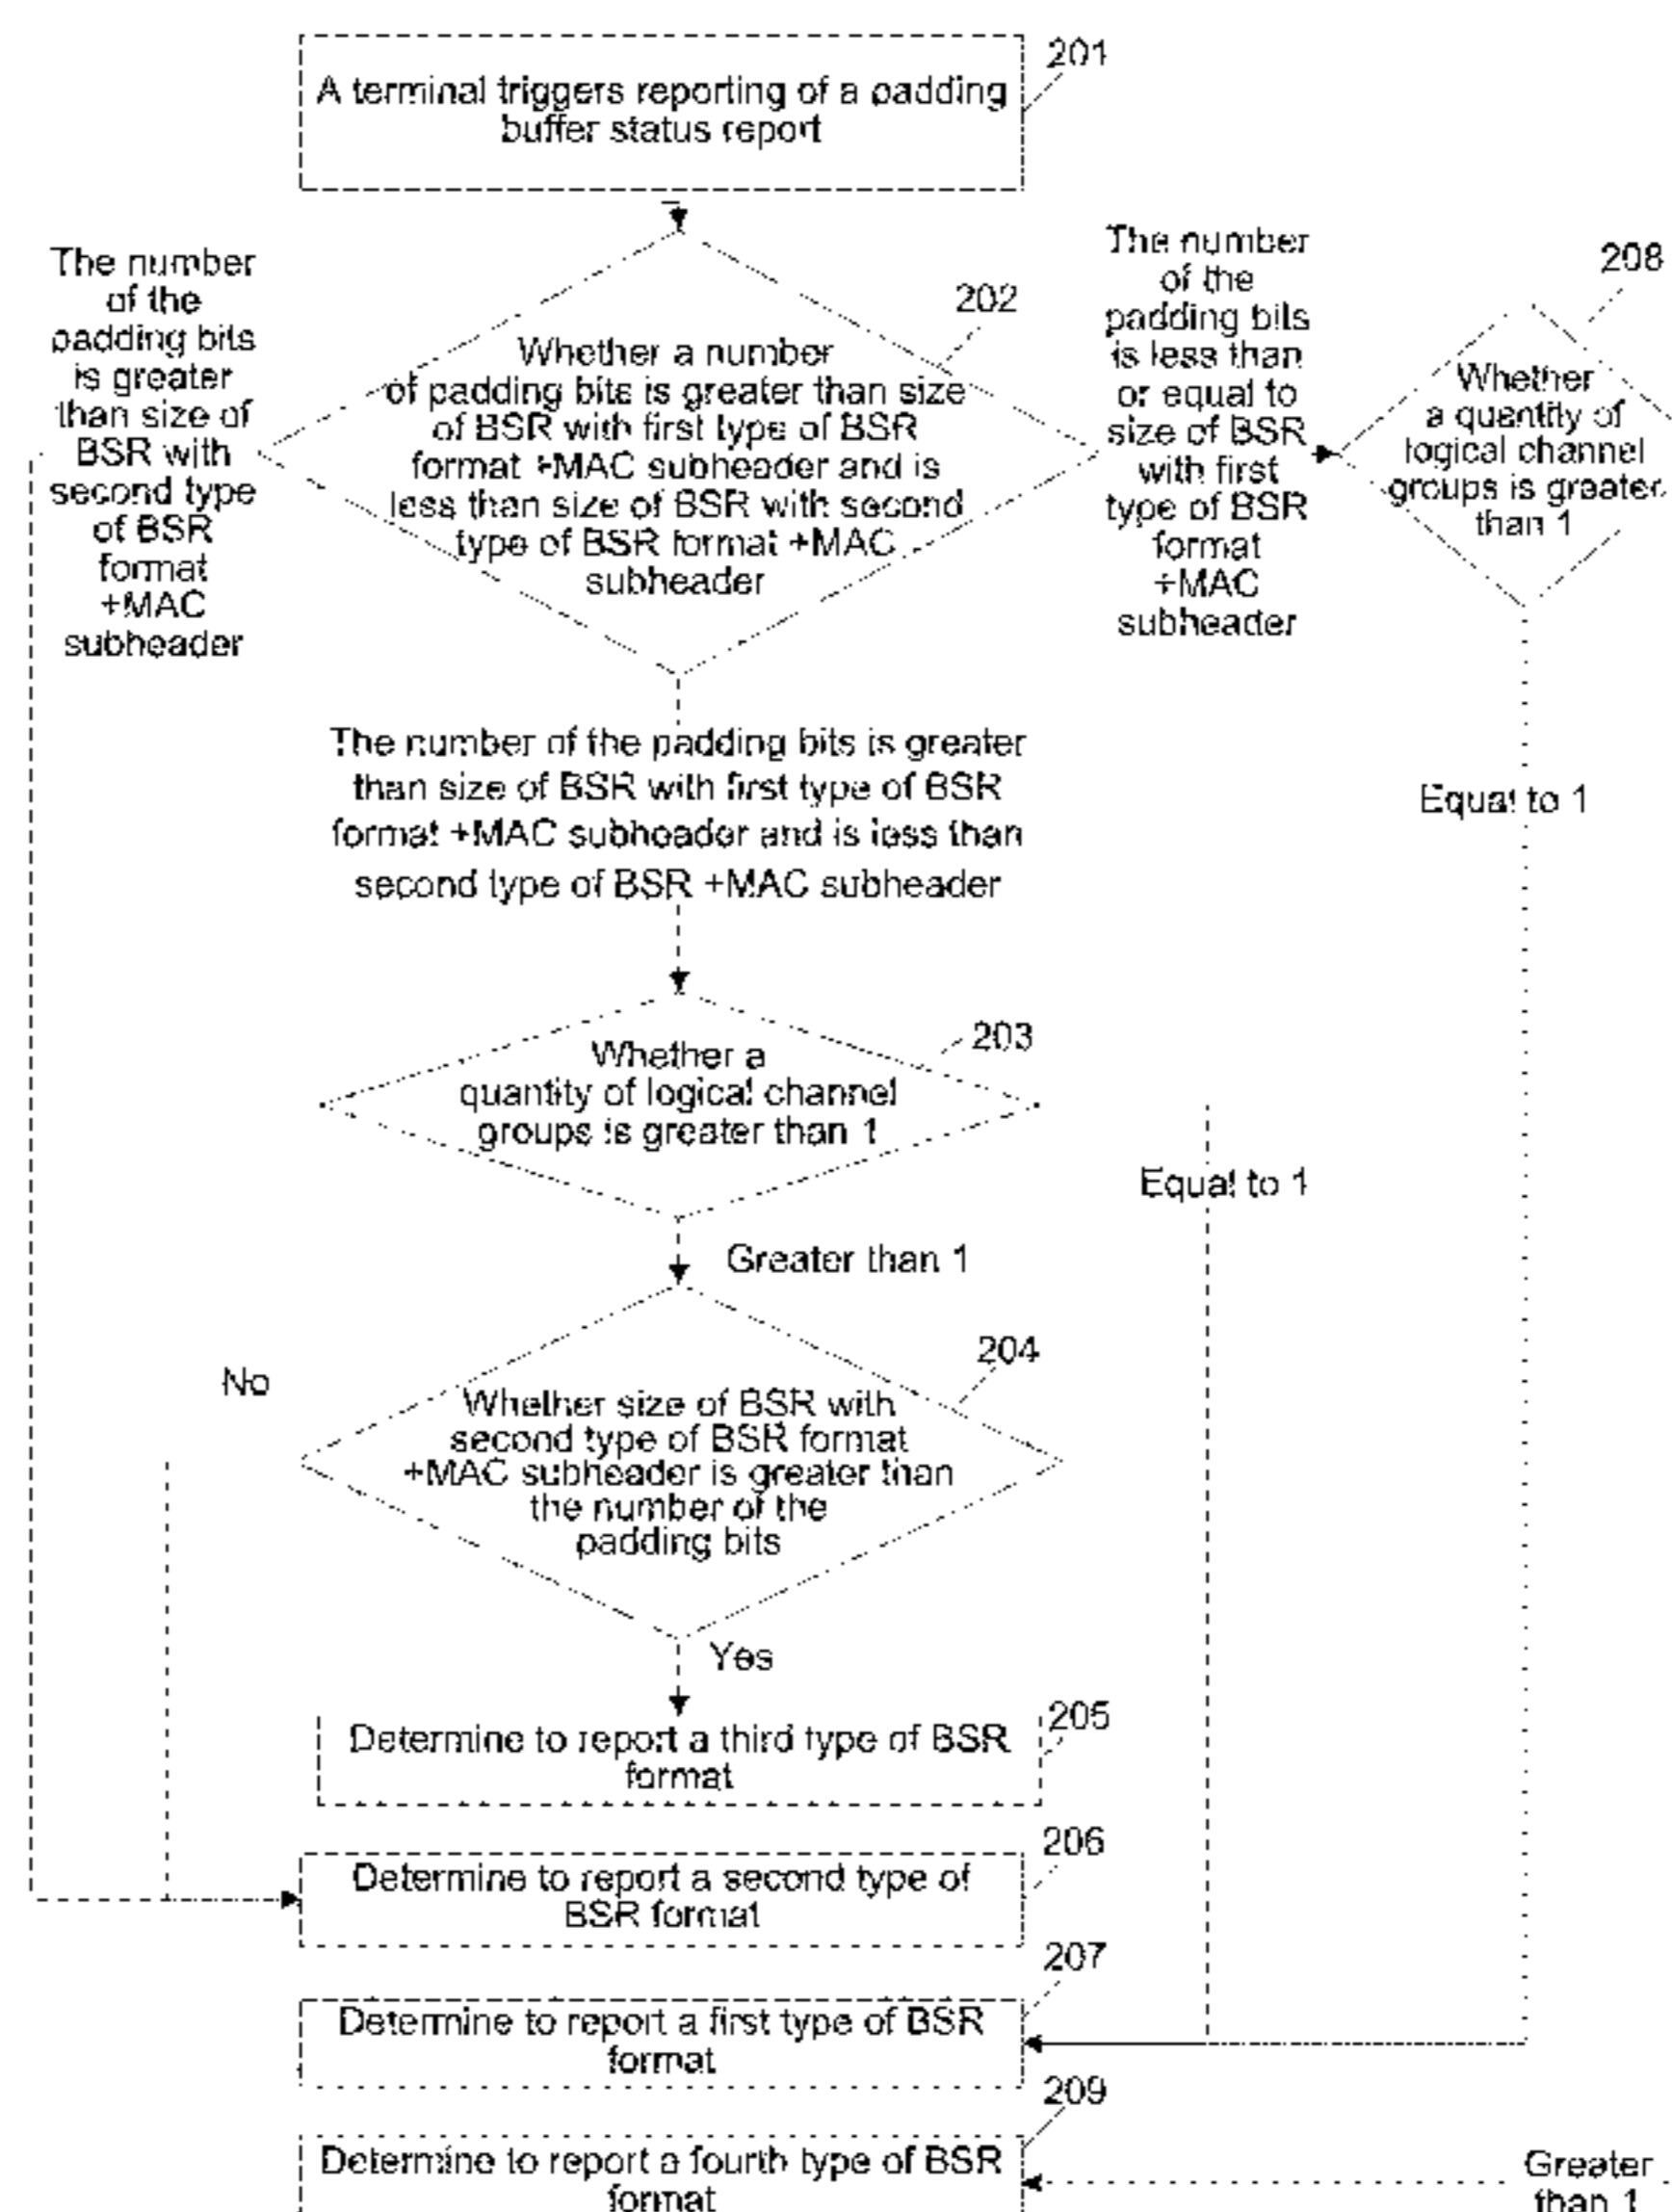 201
A terminal triggers reporting of a padding
buffer status report
The number
of the
padding bits
is greater
than size of
BSR with
second type
of BSR
format
+MAC
subheader
202
Whether a number
of padding bits is greater than size
of BSR with first type of BSR
format +MAC subheader and is
less than size of BSR with second
type of BSR format +MAC
subheader
The number
of the
padding bits
is less than
or equal to
size of BSR
with first
type of BSR
format
+MAC
subheader
208
Whether
a quantity of
logical channel
groups is greater
than 1
The number of the padding bits is greater
than size of BSR with first type of BSR
format +MAC subheader and is less than
second type of BSR +MAC subheader
Equal to 1
203
Whether a
quantity of logical channel
groups is greater than 1
Equal to 1
Greater than 1
204
No
Whether size of BSR with
second type of BSR format
+MAC subheader is greater than
the number of the
padding bits
Yes
205
Determine to report a third type of BSR
format
206
Determine to report a second type of
BSR format
207
Determine to report a first type of BSR
format
209
Determine to report a fourth type of BSR
format
Greater
than 1